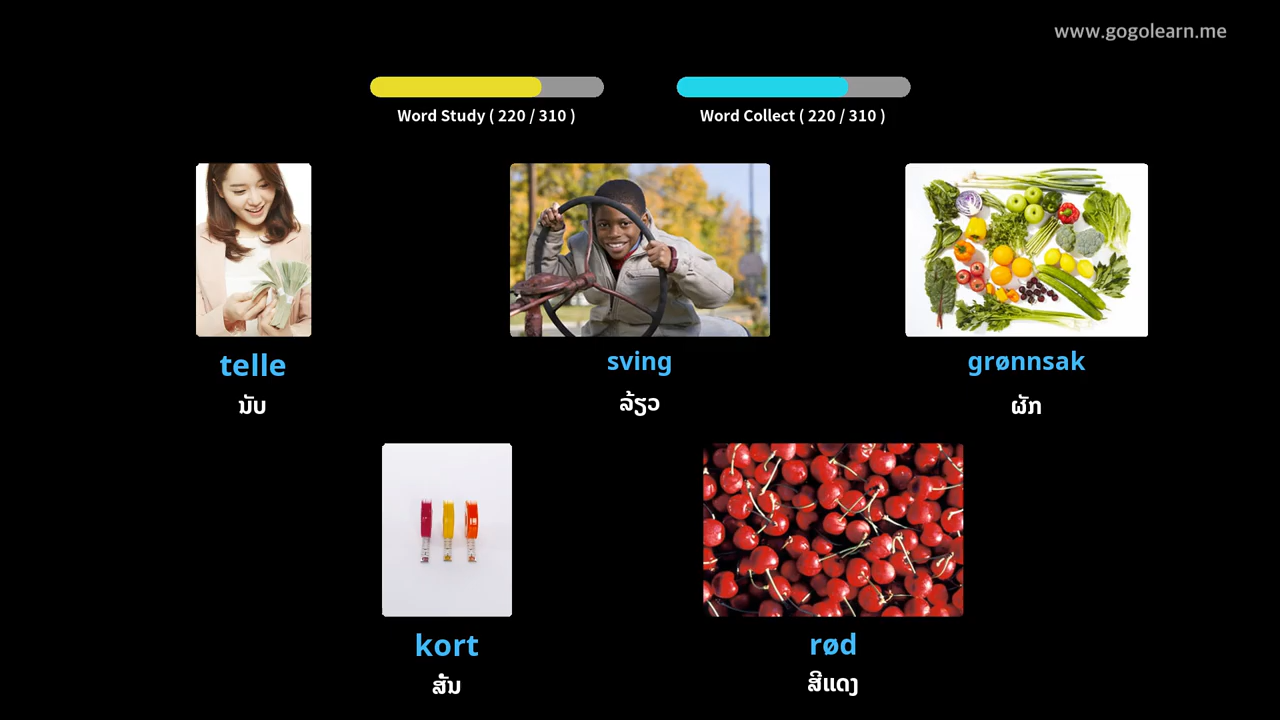 www.gogolearn.me
Word Study ( 220 / 310 )
Word Collect ( 220 / 310 )
telle
ນັບ
sving
ລ້ຽວ
grønnsak
ຜັກ
kort
ສັ້ນ
rød
ສີແດງ